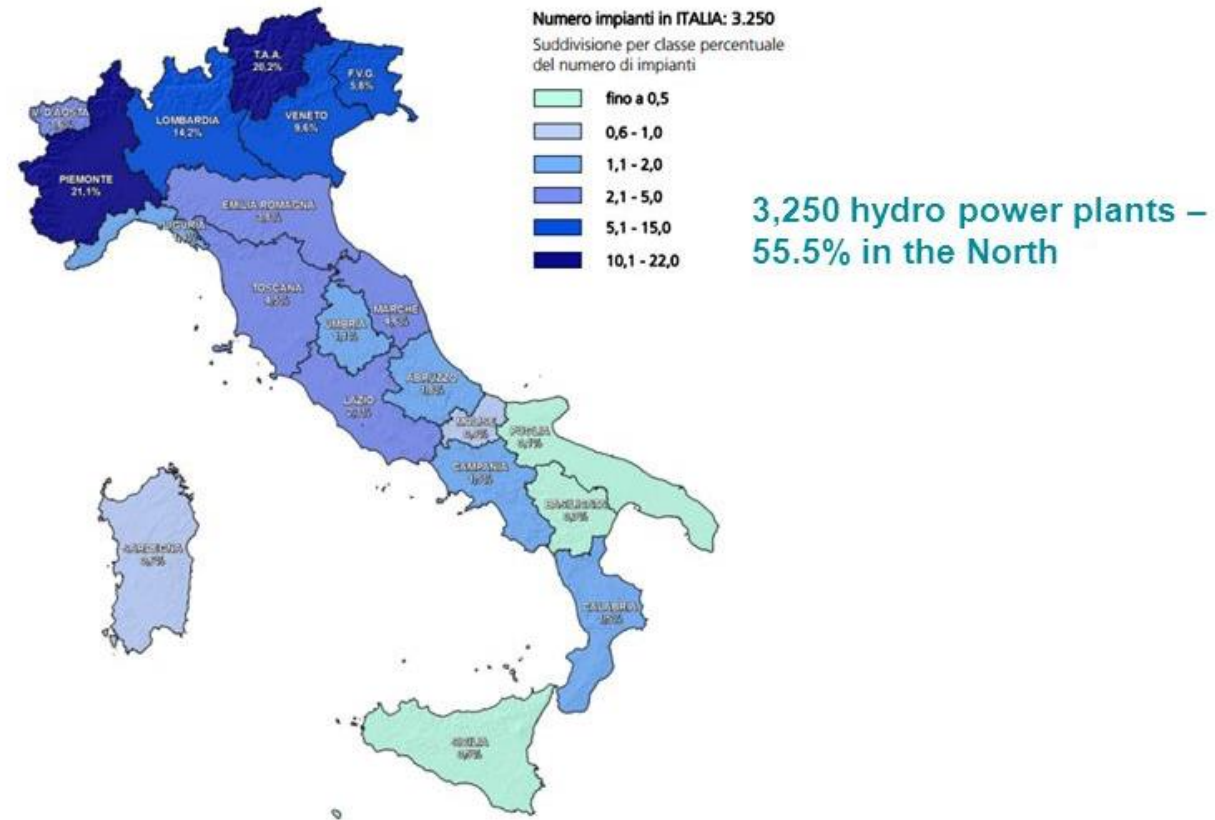 Numero impianti in ITALIA: 3.250
Suddivisione per classe percentuale
del numero di impianti
fino a 0,5
0,6 - 1,0
1,1 - 2,0
2,1 - 5,0
5,1 - 15,0
10,1 - 22,0
3,250 hydro power plants –
55.5% in the North
T.A.A.
20,2%
F.V.G.
5,8%
V. D'AOSTA
LOMBARDIA
14,2%
VENETO
9,6%
PIEMONTE
21,1%
EMILIA ROMAGNA
LIGURIA
TOSCANA
MARCHE
UMBRIA
ABRUZZO
LAZIO
MOLISE
PUGLIA
CAMPANIA
BASILICATA
SARDEGNA
CALABRIA
SICILIA